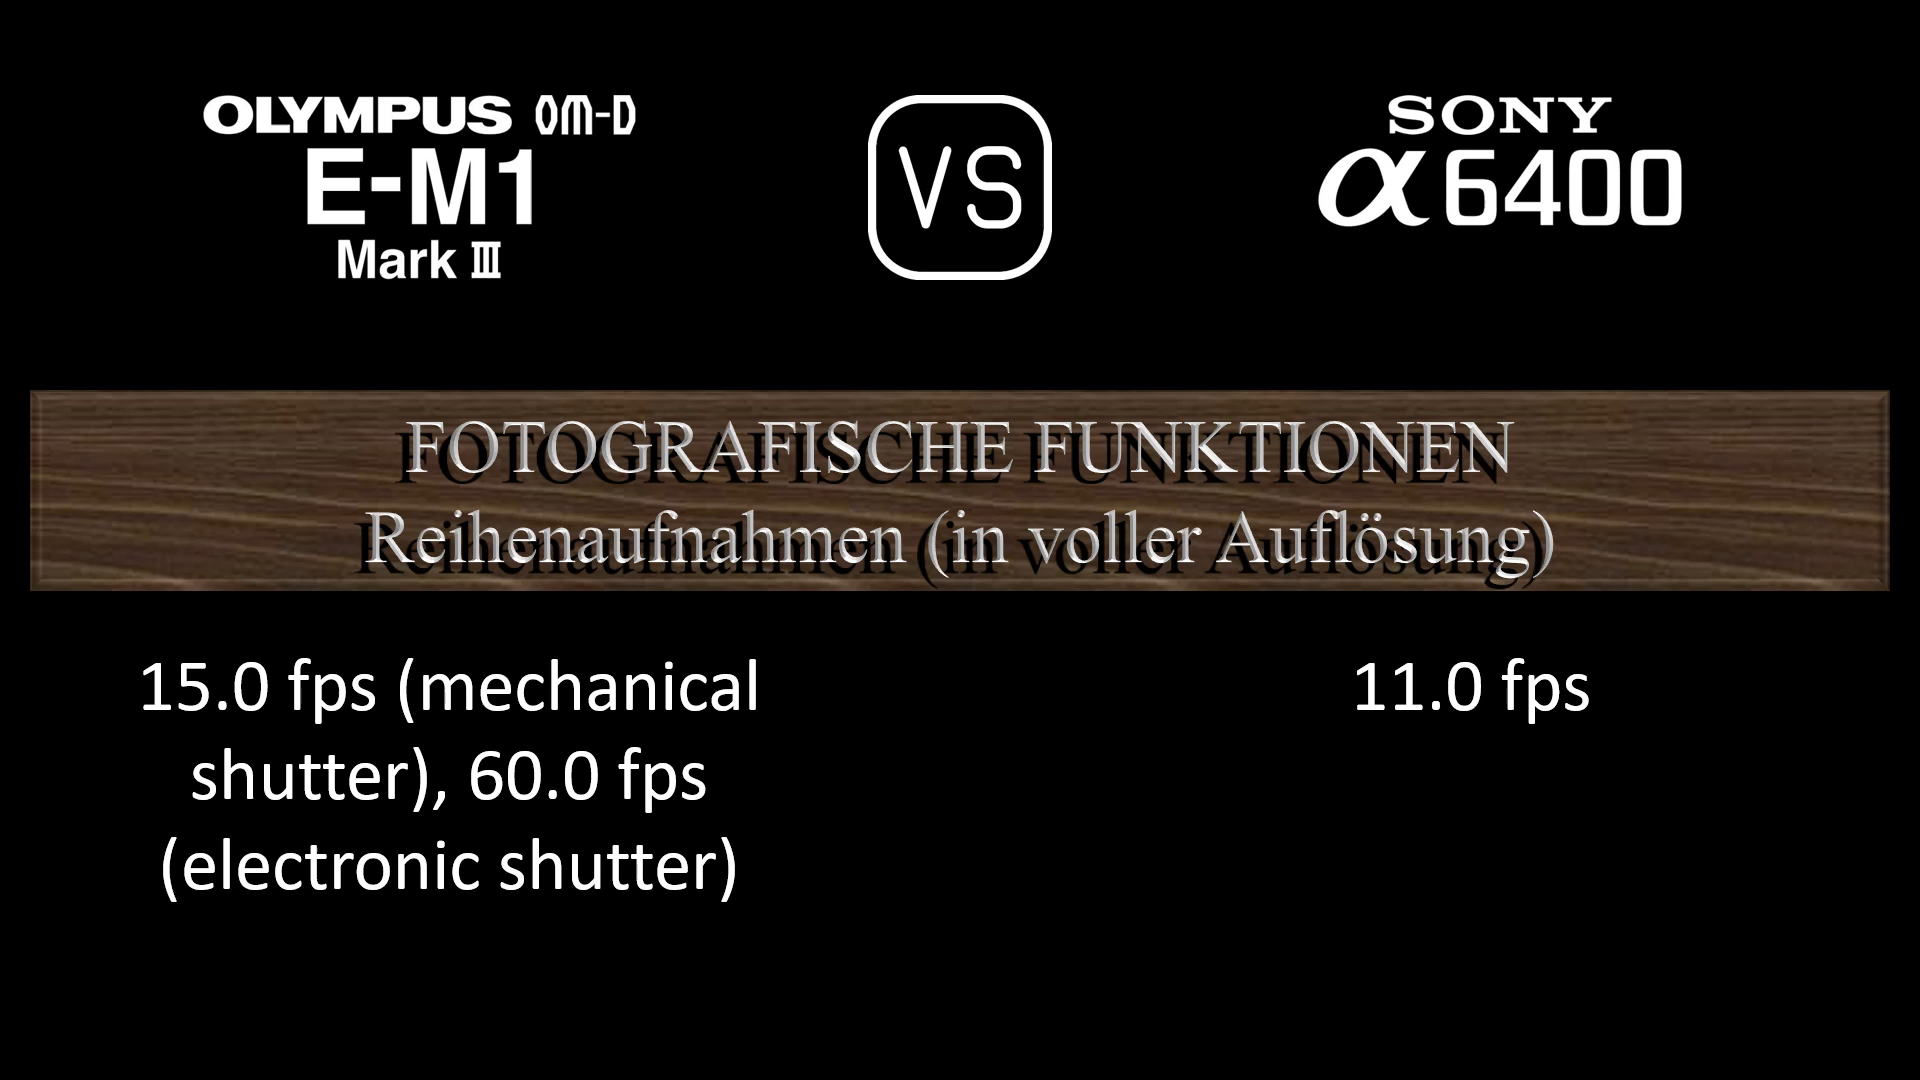 OLYMPUS OM-D
E-M1
Mark III
VS
SONY
α6400
FOTOGRAFISCHE FUNKTIONEN
Reihenaufnahmen (in voller Auflösung)
15.0 fps (mechanical
shutter), 60.0 fps
(electronic shutter)
11.0 fps